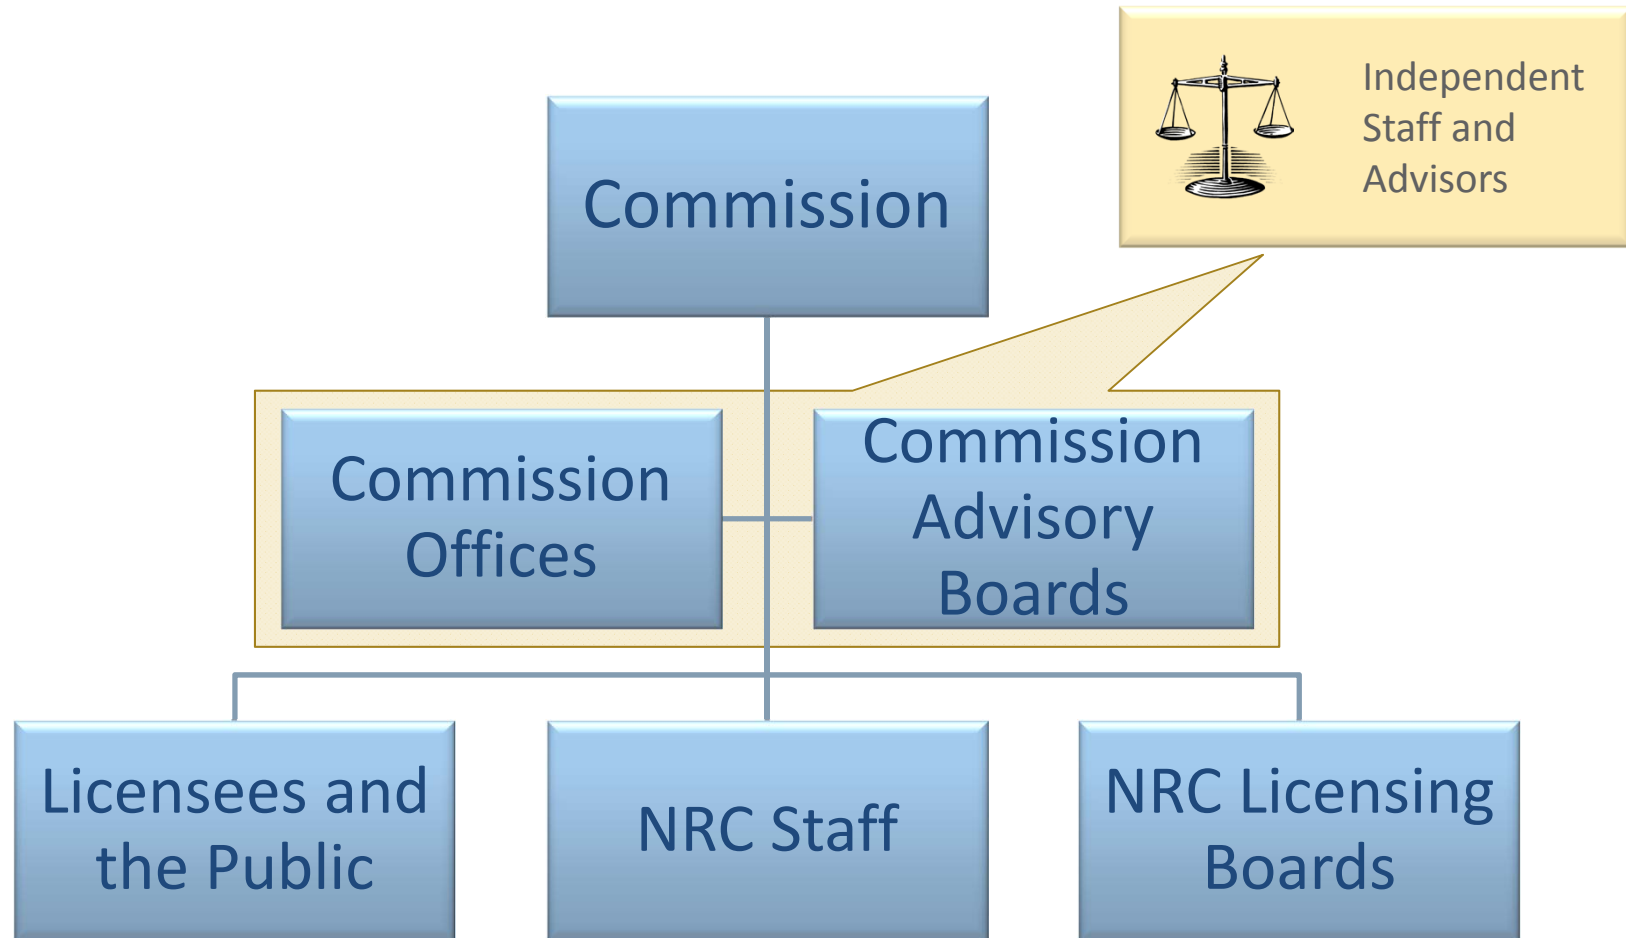 Independent
Staff and
Advisors
Commission
Commission
Offices
Commission
Advisory
Boards
Licensees and
the Public
NRC Staff
NRC Licensing
Boards